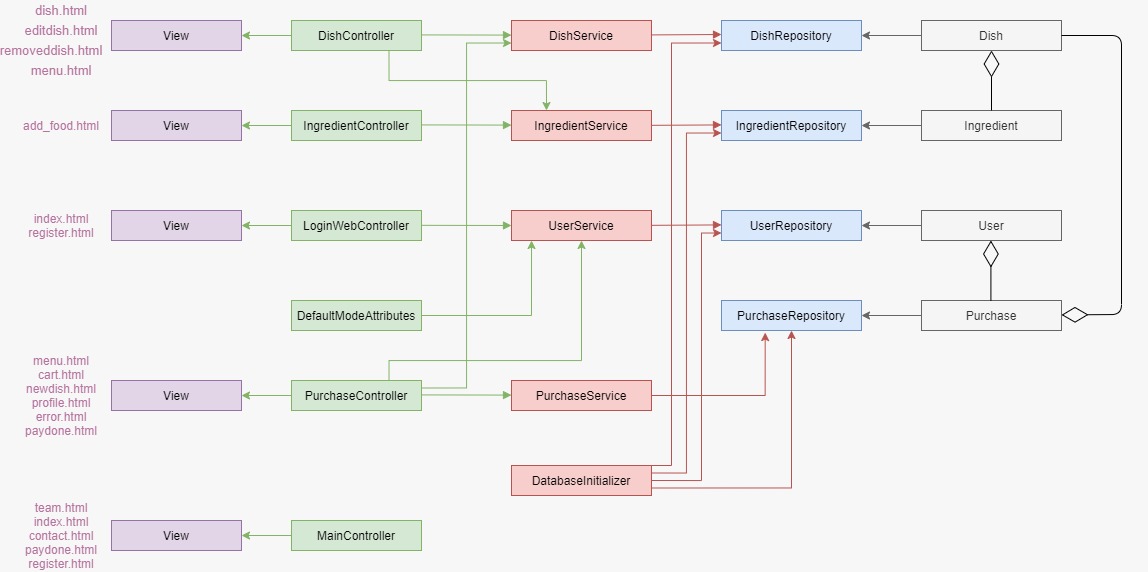 dish.html
editdish.html
removeddish.html
menu.html
View
DishController
DishService
DishRepository
Dish
add_food.html
View
IngredientController
IngredientService
IngredientRepository
Ingredient
index.html
register.html
View
LoginWebController
UserService
UserRepository
User
DefaultModeAttributes
PurchaseRepository
Purchase
menu.html
cart.html
newdish.html
profile.html
error.html
paydone.html
View
PurchaseController
PurchaseService
DatabaseInitializer
team.html
index.html
contact.html
paydone.html
register.html
View
MainController